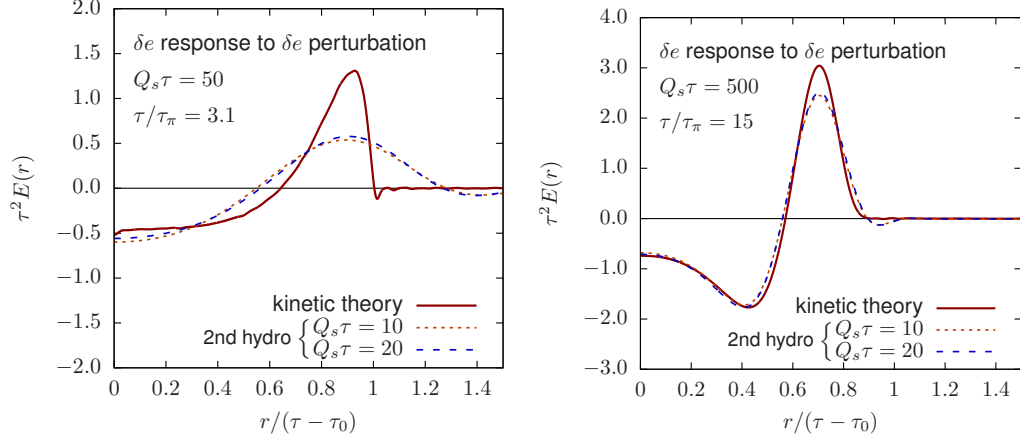 2.0
1.5
1.0
0.5
0.0
−0.5
−1.0
−1.5
−2.0
τ²E(r)
δe response to δe perturbation
Q_sτ = 50
τ/τ_π = 3.1
kinetic theory
2nd hydro { Q_sτ = 10
Q_sτ = 20
0 0.2 0.4 0.6 0.8 1 1.2 1.4
r/(τ − τ₀)
4.0
3.0
2.0
1.0
0.0
−1.0
−2.0
−3.0
τ²E(r)
δe response to δe perturbation
Q_sτ = 500
τ/τ_π = 15
kinetic theory
2nd hydro { Q_sτ = 10
Q_sτ = 20
0 0.2 0.4 0.6 0.8 1 1.2 1.4
r/(τ − τ₀)